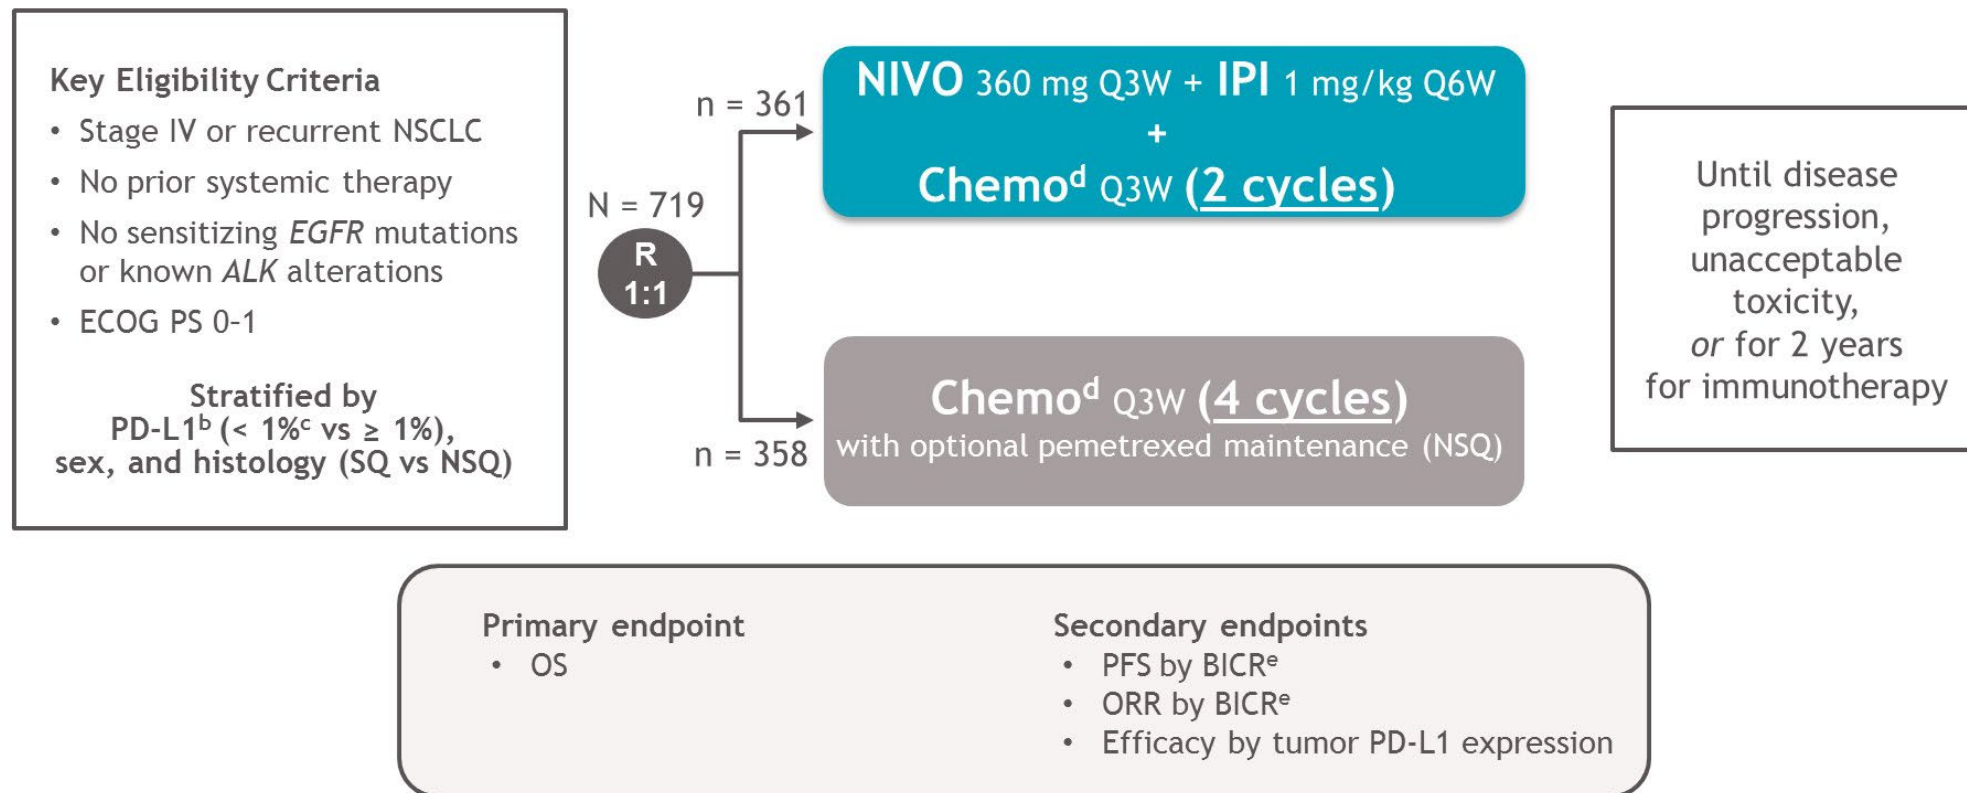 Key Eligibility Criteria
• Stage IV or recurrent NSCLC
• No prior systemic therapy
• No sensitizing EGFR mutations
or known ALK alterations
• ECOG PS 0–1
Stratified by
PD-L1ᵇ (< 1%ᶜ vs ≥ 1%),
sex, and histology (SQ vs NSQ)
N = 719
R
1:1
n = 361
NIVO 360 mg Q3W + IPI 1 mg/kg Q6W
+
Chemoᵈ Q3W (2 cycles)
n = 358
Chemoᵈ Q3W (4 cycles)
with optional pemetrexed maintenance (NSQ)
Until disease
progression,
unacceptable
toxicity,
or for 2 years
for immunotherapy
Primary endpoint
• OS
Secondary endpoints
• PFS by BICRᵉ
• ORR by BICRᵉ
• Efficacy by tumor PD-L1 expression